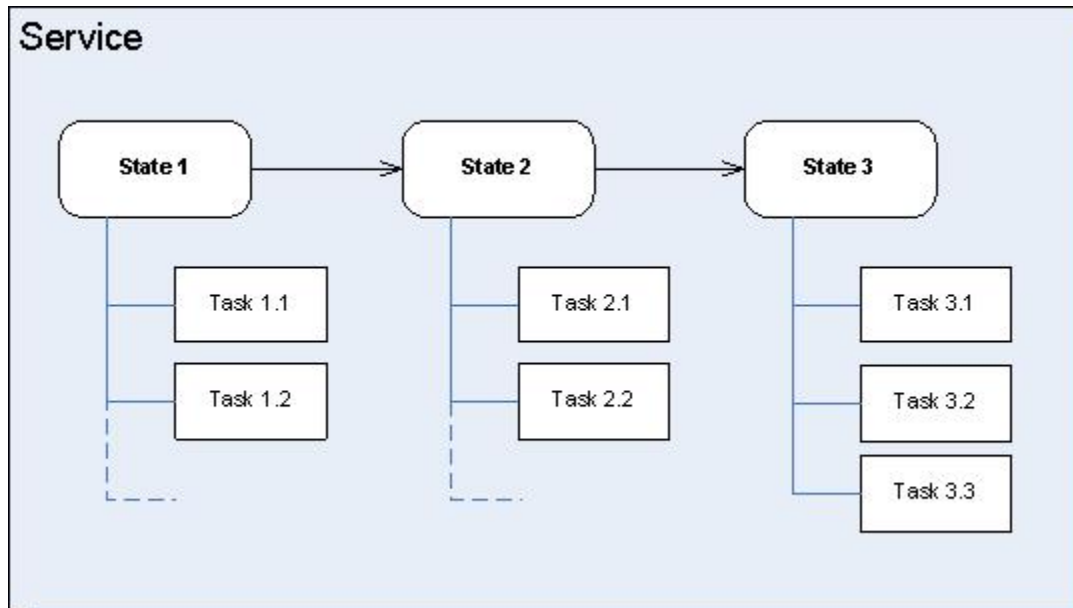 Service
State 1
State 2
State 3
Task 1.1
Task 2.1
Task 3.1
Task 1.2
Task 2.2
Task 3.2
Task 3.3